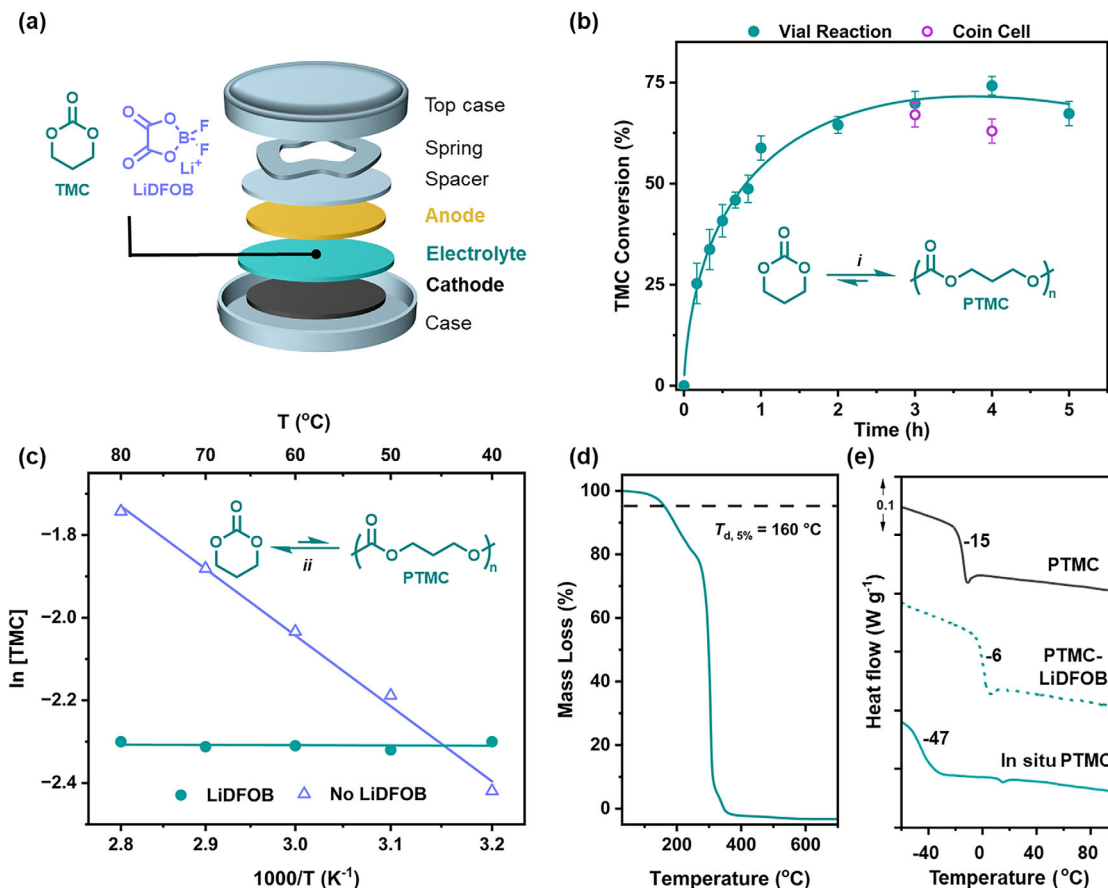 (a)
O
O
O
TMC
O
O
O
O
B-
F
F
Li+
LiDFOB
Top case
Spring
Spacer
Anode
Electrolyte
Cathode
Case
(b)
Vial Reaction
Coin Cell
TMC Conversion (%)
75
50
25
0
0
1
2
3
4
5
Time (h)
O
O
O
i
O
O
O
n
PTMC
(c)
T (°C)
80
70
60
50
40
ln [TMC]
−1.8
−2.0
−2.2
−2.4
O
O
O
ii
O
O
O
n
PTMC
LiDFOB
No LiDFOB
2.8
2.9
3.0
3.1
3.2
1000/T (K-1)
(d)
Mass Loss (%)
100
80
60
40
20
0
Td, 5% = 160 °C
200
400
600
Temperature (°C)
(e)
Heat flow (W g-1)
0.1
-15
PTMC
-6
PTMC-
LiDFOB
-47
In situ PTMC
-40
0
40
80
Temperature (°C)